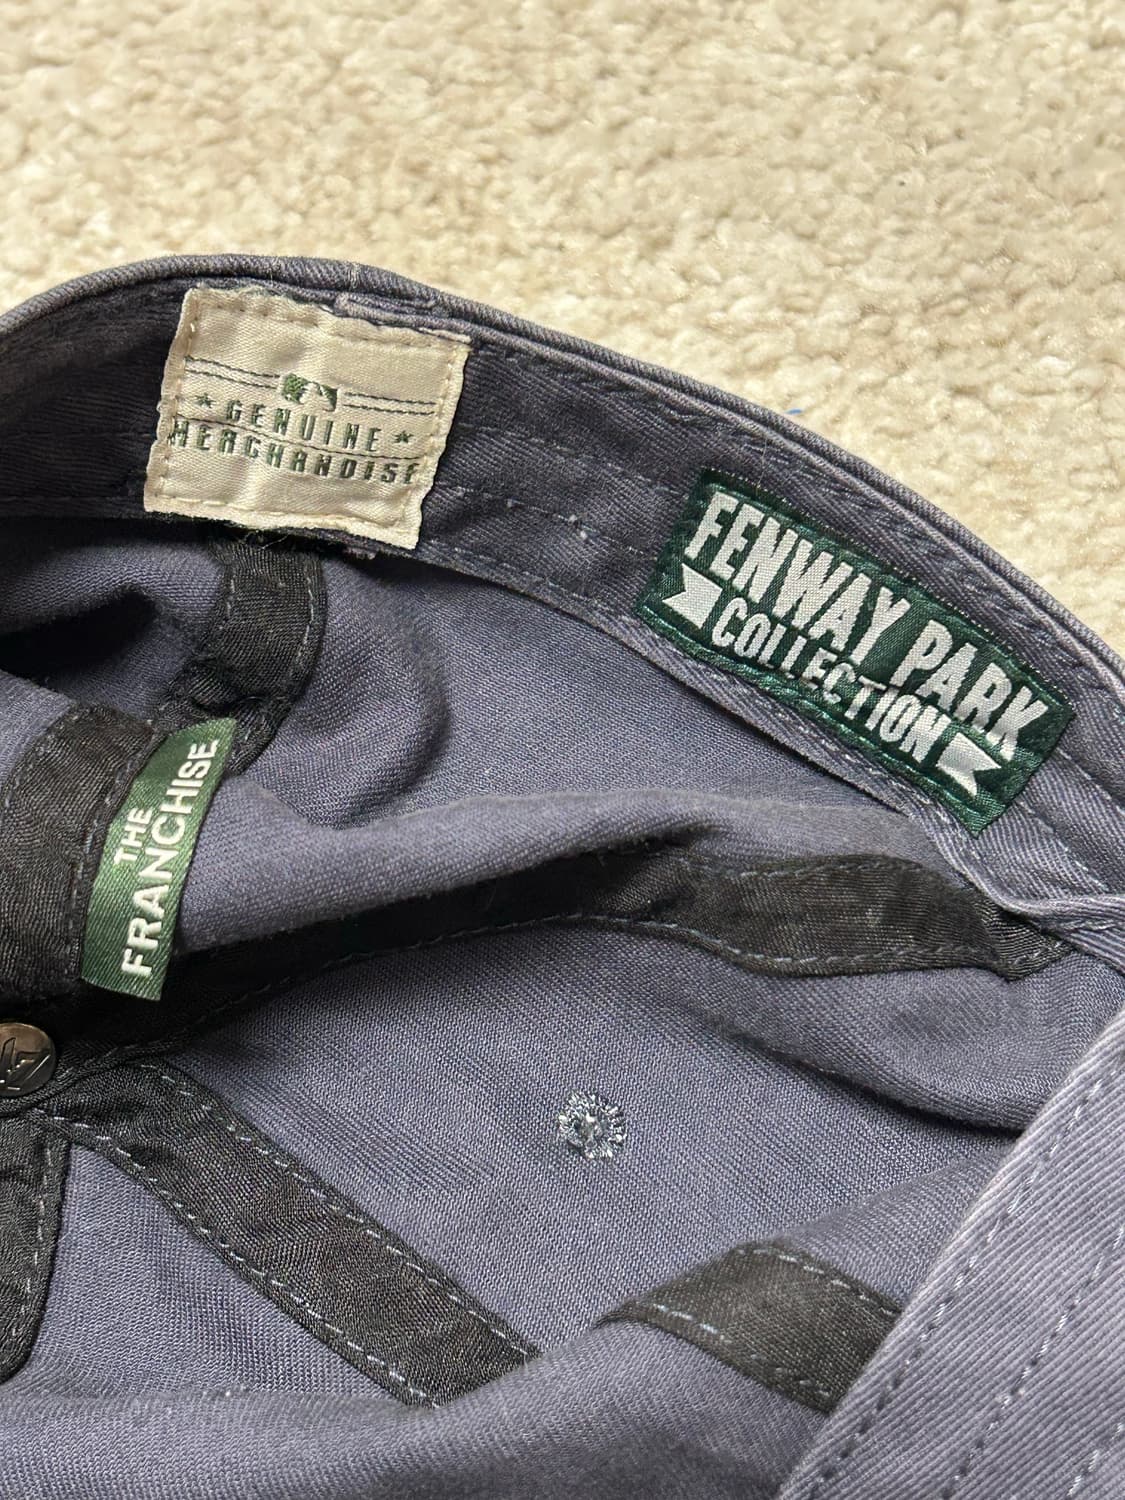 GENUINE
MERCHANDISE
FENWAY PARK
COLLECTION
THE
FRANCHISE